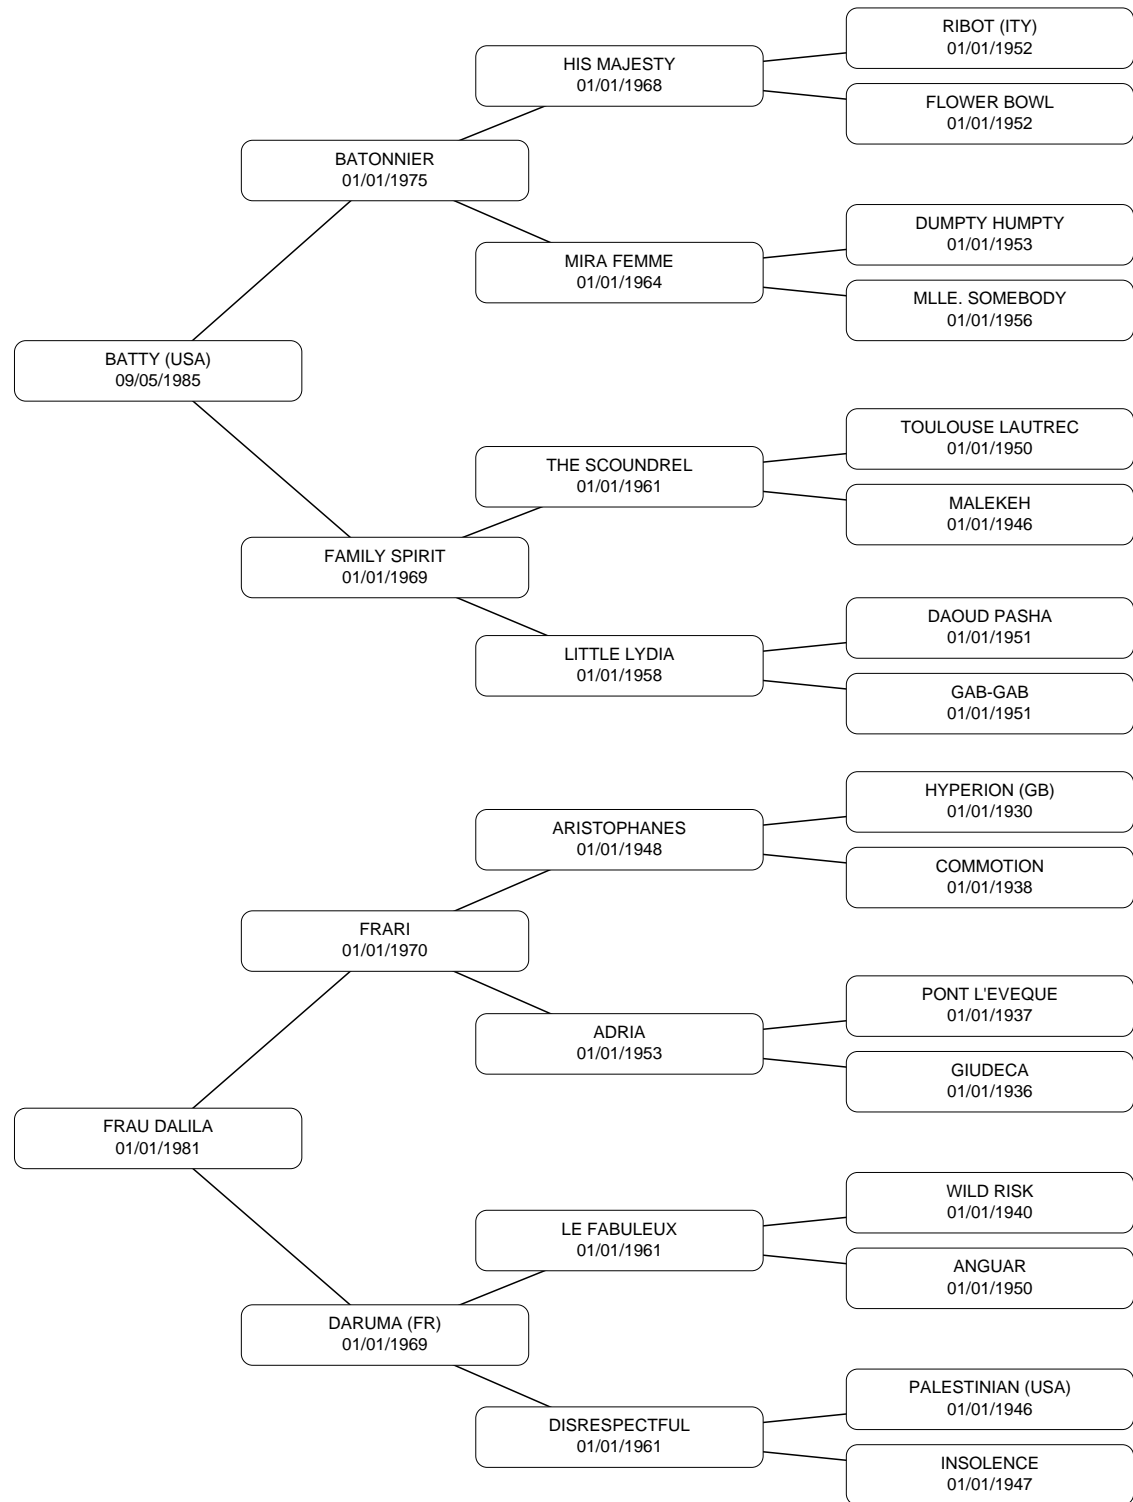 RIBOT (ITY)
01/01/1952
HIS MAJESTY
01/01/1968
FLOWER BOWL
01/01/1952
BATONNIER
01/01/1975
DUMPTY HUMPTY
01/01/1953
MIRA FEMME
01/01/1964
MLLE. SOMEBODY
01/01/1956
BATTY (USA)
09/05/1985
TOULOUSE LAUTREC
01/01/1950
THE SCOUNDREL
01/01/1961
MALEKEH
01/01/1946
FAMILY SPIRIT
01/01/1969
DAOUD PASHA
01/01/1951
LITTLE LYDIA
01/01/1958
GAB-GAB
01/01/1951
HYPERION (GB)
01/01/1930
ARISTOPHANES
01/01/1948
COMMOTION
01/01/1938
FRARI
01/01/1970
PONT L'EVEQUE
01/01/1937
ADRIA
01/01/1953
GIUDECA
01/01/1936
FRAU DALILA
01/01/1981
WILD RISK
01/01/1940
LE FABULEUX
01/01/1961
ANGUAR
01/01/1950
DARUMA (FR)
01/01/1969
PALESTINIAN (USA)
01/01/1946
DISRESPECTFUL
01/01/1961
INSOLENCE
01/01/1947